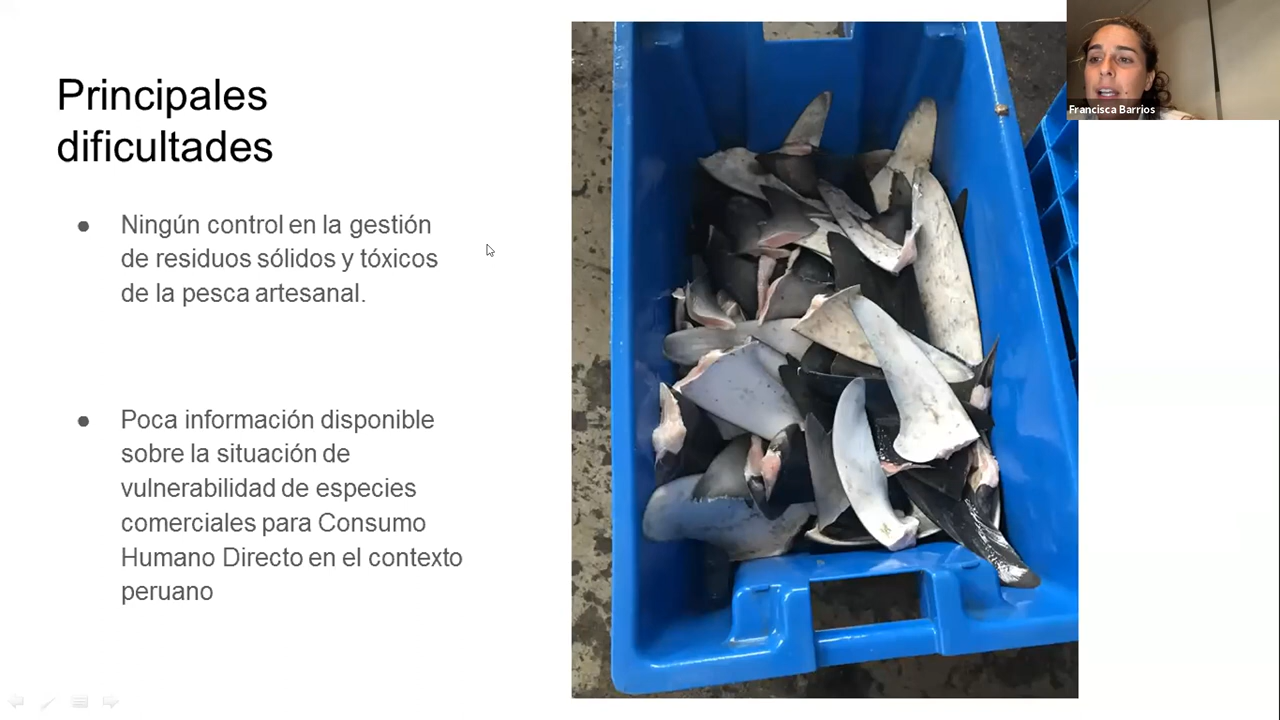 Principales
dificultades
● Ningún control en la gestión
de residuos sólidos y tóxicos
de la pesca artesanal.
● Poca información disponible
sobre la situación de
vulnerabilidad de especies
comerciales para Consumo
Humano Directo en el contexto
peruano
Francisca Barrios